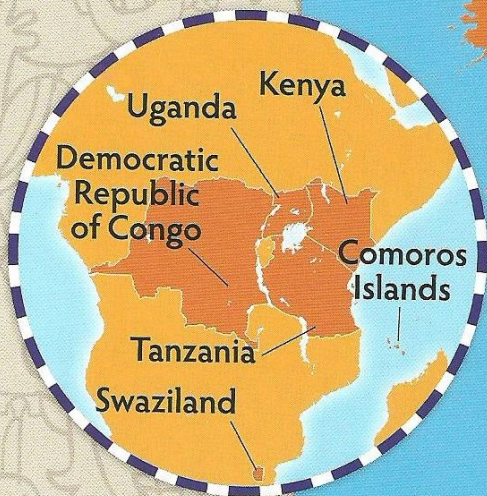 Kenya
Uganda
Democratic
Republic
of Congo
Comoros
Islands
Tanzania
Swaziland